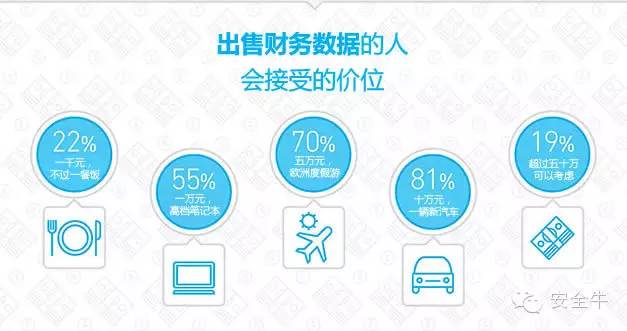 出售财务数据的人
会接受的价位
22%
一千元，
不过一餐饭
55%
一万元，
高档笔记本
70%
五万元，
欧洲度假游
81%
十万元，
一辆新汽车
19%
超过五十万
可以考虑
安全牛